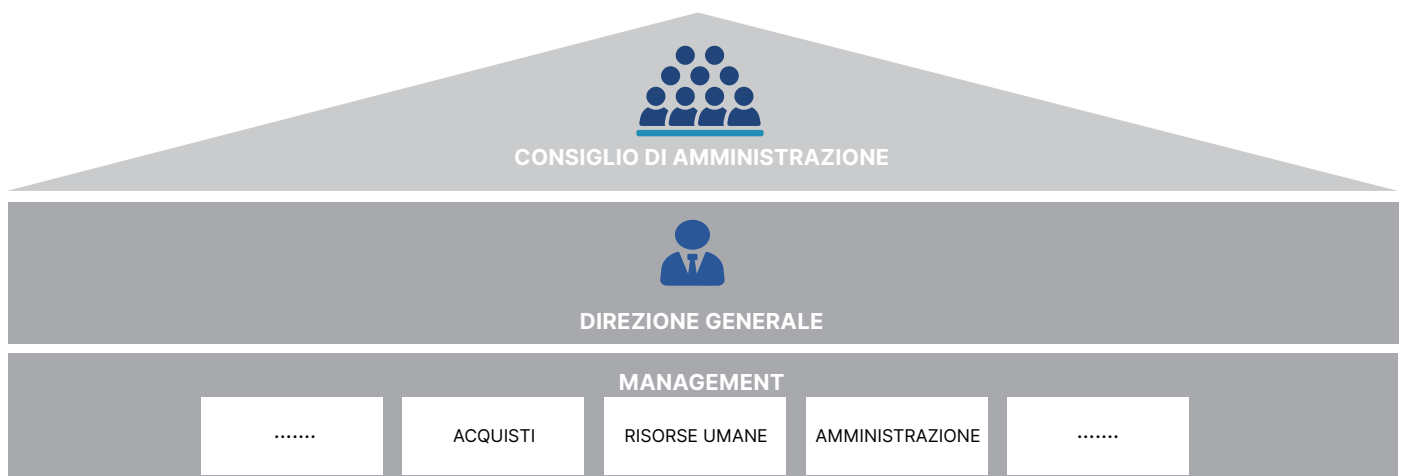 CONSIGLIO DI AMMINISTRAZIONE
DIREZIONE GENERALE
MANAGEMENT
....... ACQUISTI RISORSE UMANE AMMINISTRAZIONE .......